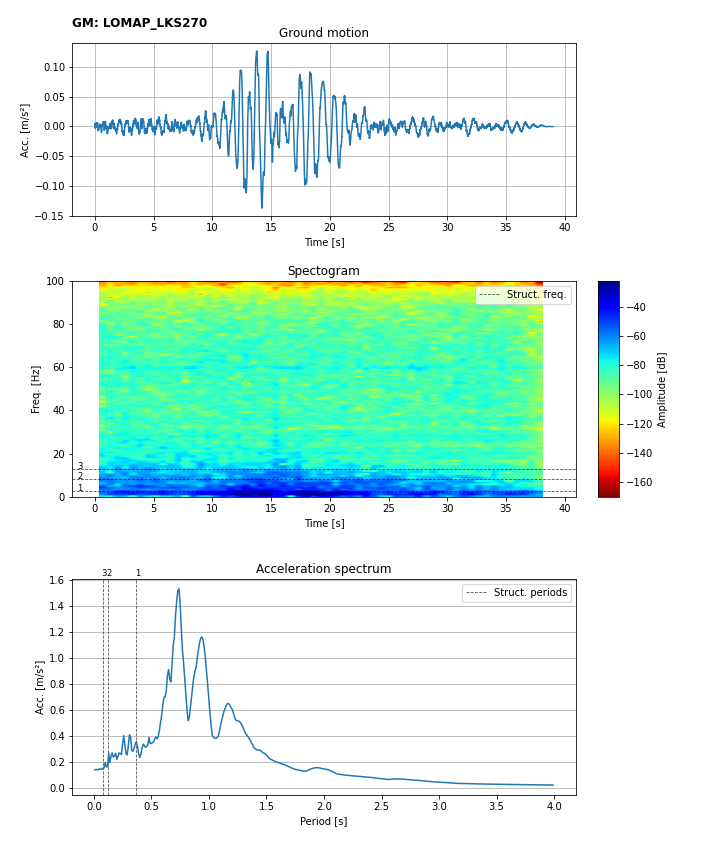 GM: LOMAP_LKS270
Ground motion
0.10
0.05
0.00
−0.05
−0.10
−0.15
Acc. [m/s²]
0 5 10 15 20 25 30 35 40
Time [s]
Spectogram
100
80
60
40
20
0
Freq. [Hz]
Struct. freq.
3
2
1
0 5 10 15 20 25 30 35 40
Time [s]
−40
−60
−80
−100
−120
−140
−160
Amplitude [dB]
Acceleration spectrum
3 2 1
1.6
1.4
1.2
1.0
0.8
0.6
0.4
0.2
0.0
Acc. [m/s²]
Struct. periods
0.0 0.5 1.0 1.5 2.0 2.5 3.0 3.5 4.0
Period [s]